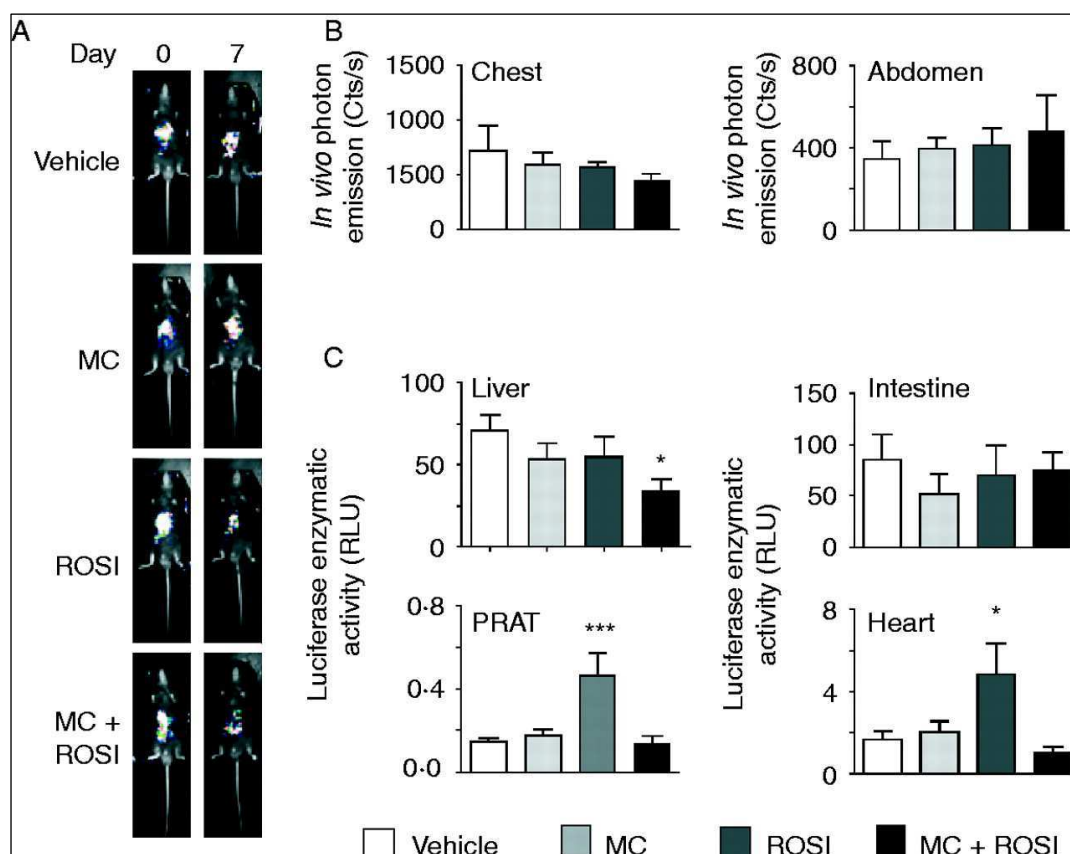 A
Day 0 7
Vehicle
MC
ROSI
MC +
ROSI
B
In vivo photon
emission (Cts/s)
1500
1000
1500
0
Chest
In vivo photon
emission (Cts/s)
800
400
0
Abdomen
C
Luciferase enzymatic
activity (RLU)
100
50
0
Liver
*
0·8
0·4
0·0
PRAT
***
Luciferase enzymatic
activity (RLU)
150
100
50
0
Intestine
8
4
0
Heart
*
Vehicle MC ROSI MC + ROSI